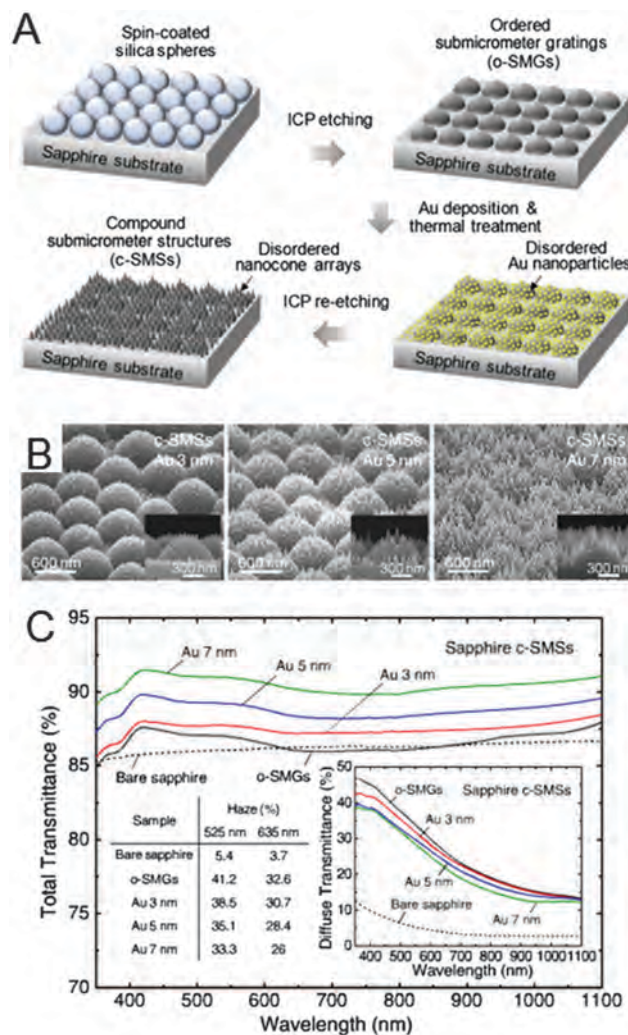 A
Spin-coated
silica spheres
Sapphire substrate
ICP etching
Ordered
submicrometer gratings
(o-SMGs)
Sapphire substrate
Au deposition &
thermal treatment
Compound
submicrometer structures
(c-SMSs)
Disordered
nanocone arrays
Sapphire substrate
ICP re-etching
Disordered
Au nanoparticles
Sapphire substrate
B
c-SMSs
Au 3 nm
600 nm
300 nm
c-SMSs
Au 5 nm
600 nm
300 nm
c-SMSs
Au 7 nm
600 nm
300 nm
C
Sapphire c-SMSs
Au 7 nm
Au 5 nm
Au 3 nm
Bare sapphire
o-SMGs
Total Transmittance (%)
95
90
85
80
75
70
Sample Haze (%)
525 nm 635 nm
Bare sapphire 5.4 3.7
o-SMGs 41.2 32.6
Au 3 nm 38.5 30.7
Au 5 nm 35.1 28.4
Au 7 nm 33.3 26
Diffuse Transmittance (%)
50
40
30
20
10
0
o-SMGs
Sapphire c-SMSs
Au 3 nm
Au 5 nm
Bare sapphire
Au 7 nm
400 500 600 700 800 900 1000 1100
Wavelength (nm)
400 500 600 700 800 900 1000 1100
Wavelength (nm)